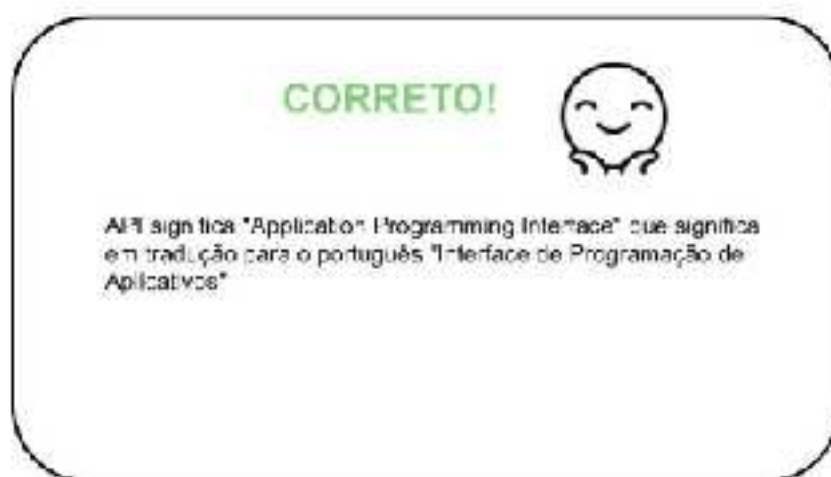 CORRETO!
API significa "Application Programming Interface" que significa
em tradução para o português "Interface de Programação de
Aplicativos"